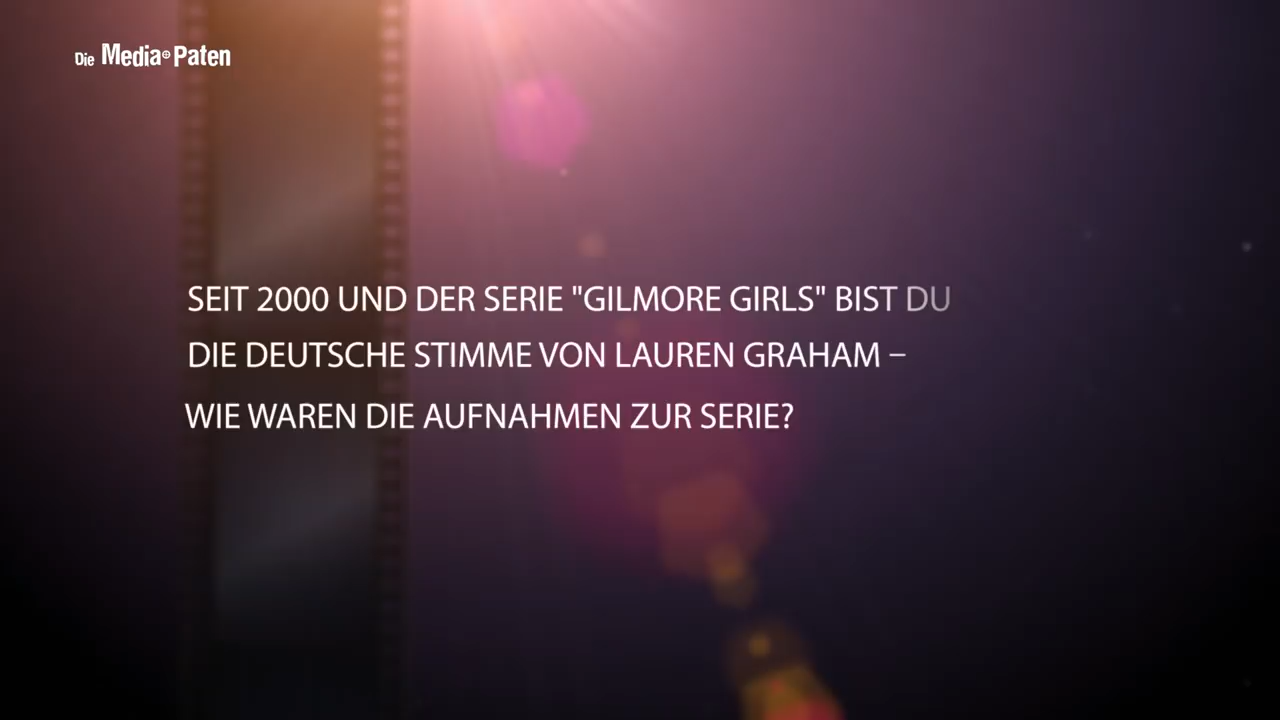 Die Media Paten
SEIT 2000 UND DER SERIE "GILMORE GIRLS" BIST DU
DIE DEUTSCHE STIMME VON LAUREN GRAHAM –
WIE WAREN DIE AUFNAHMEN ZUR SERIE?